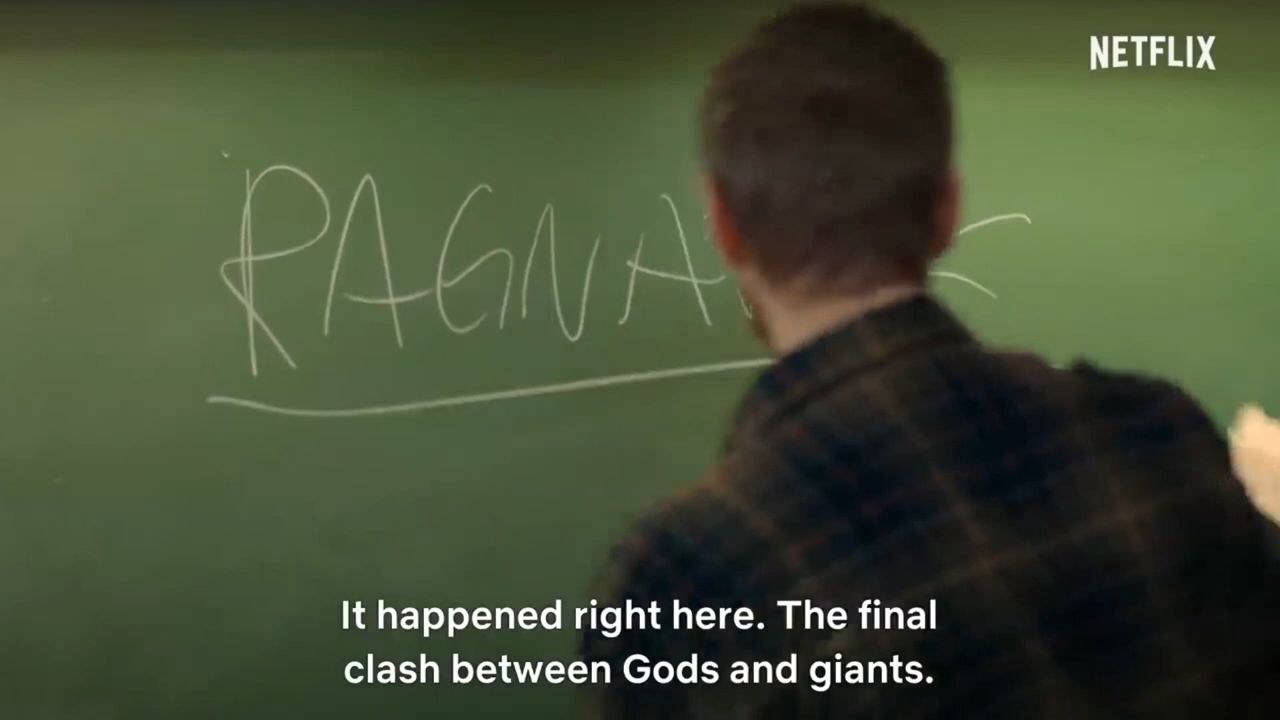 NETFLIX
RAGNA
It happened right here. The final
clash between Gods and giants.